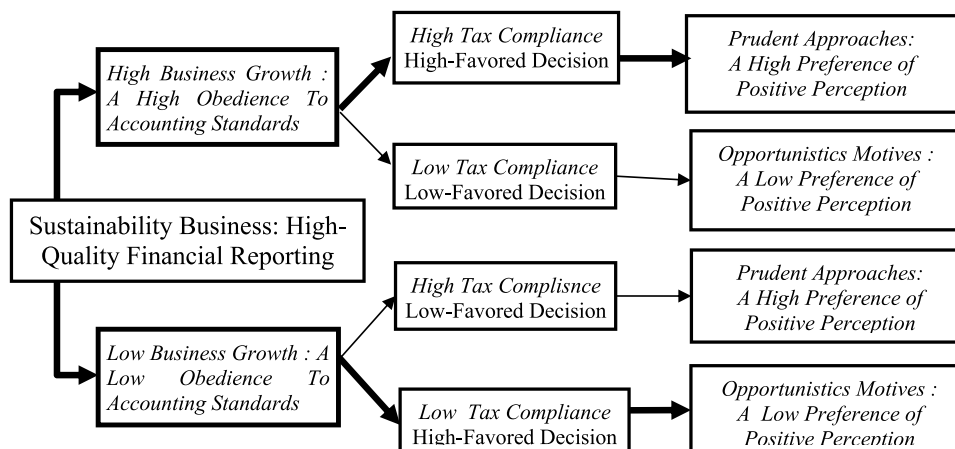 High Tax Compliance
High-Favored Decision
Prudent Approaches:
A High Preference of
Positive Perception
High Business Growth :
A High Obedience To
Accounting Standards
Low Tax Compliance
Low-Favored Decision
Opportunistics Motives :
A Low Preference of
Positive Perception
Sustainability Business: High-
Quality Financial Reporting
High Tax Complisnce
Low-Favored Decision
Prudent Approaches:
A High Preference of
Positive Perception
Low Business Growth : A
Low Obedience To
Accounting Standards
Low Tax Compliance
High-Favored Decision
Opportunistics Motives :
A Low Preference of
Positive Perception